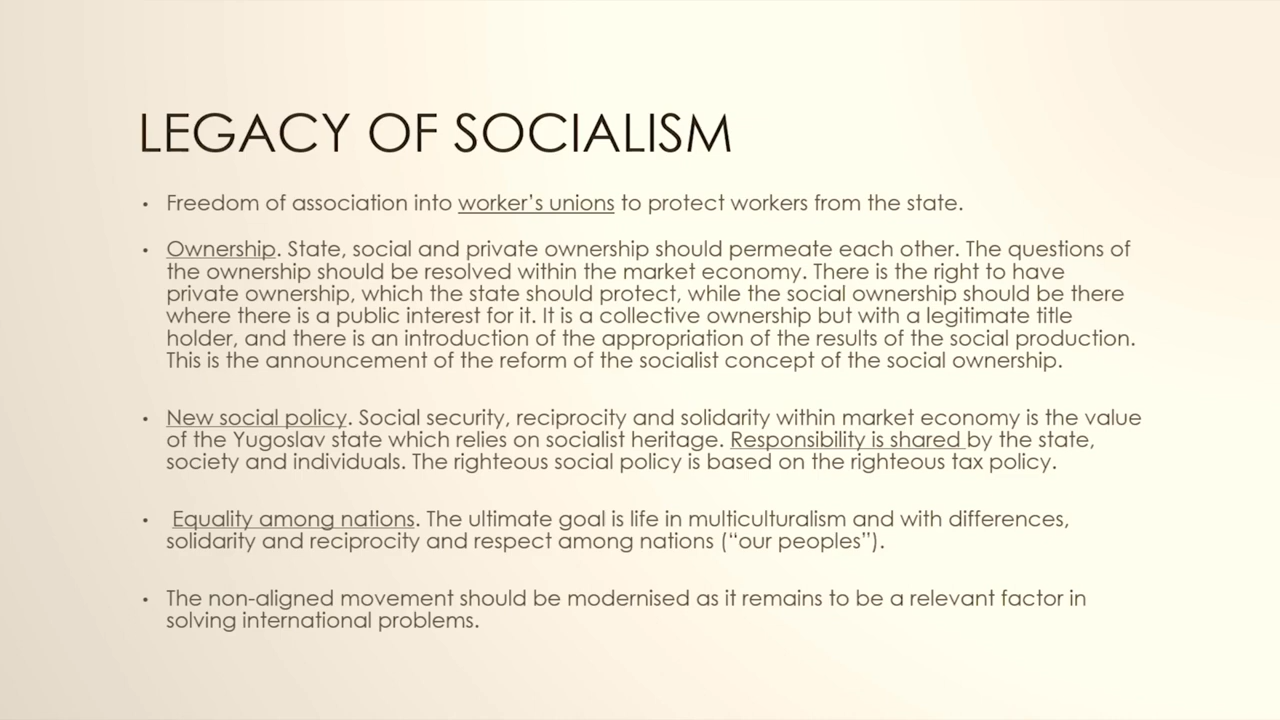 LEGACY OF SOCIALISM
• Freedom of association into worker’s unions to protect workers from the state.
• Ownership. State, social and private ownership should permeate each other. The questions of
the ownership should be resolved within the market economy. There is the right to have
private ownership, which the state should protect, while the social ownership should be there
where there is a public interest for it. It is a collective ownership but with a legitimate title
holder, and there is an introduction of the appropriation of the results of the social production.
This is the announcement of the reform of the socialist concept of the social ownership.
• New social policy. Social security, reciprocity and solidarity within market economy is the value
of the Yugoslav state which relies on socialist heritage. Responsibility is shared by the state,
society and individuals. The righteous social policy is based on the righteous tax policy.
• Equality among nations. The ultimate goal is life in multiculturalism and with differences,
solidarity and reciprocity and respect among nations (“our peoples”).
• The non-aligned movement should be modernised as it remains to be a relevant factor in
solving international problems.